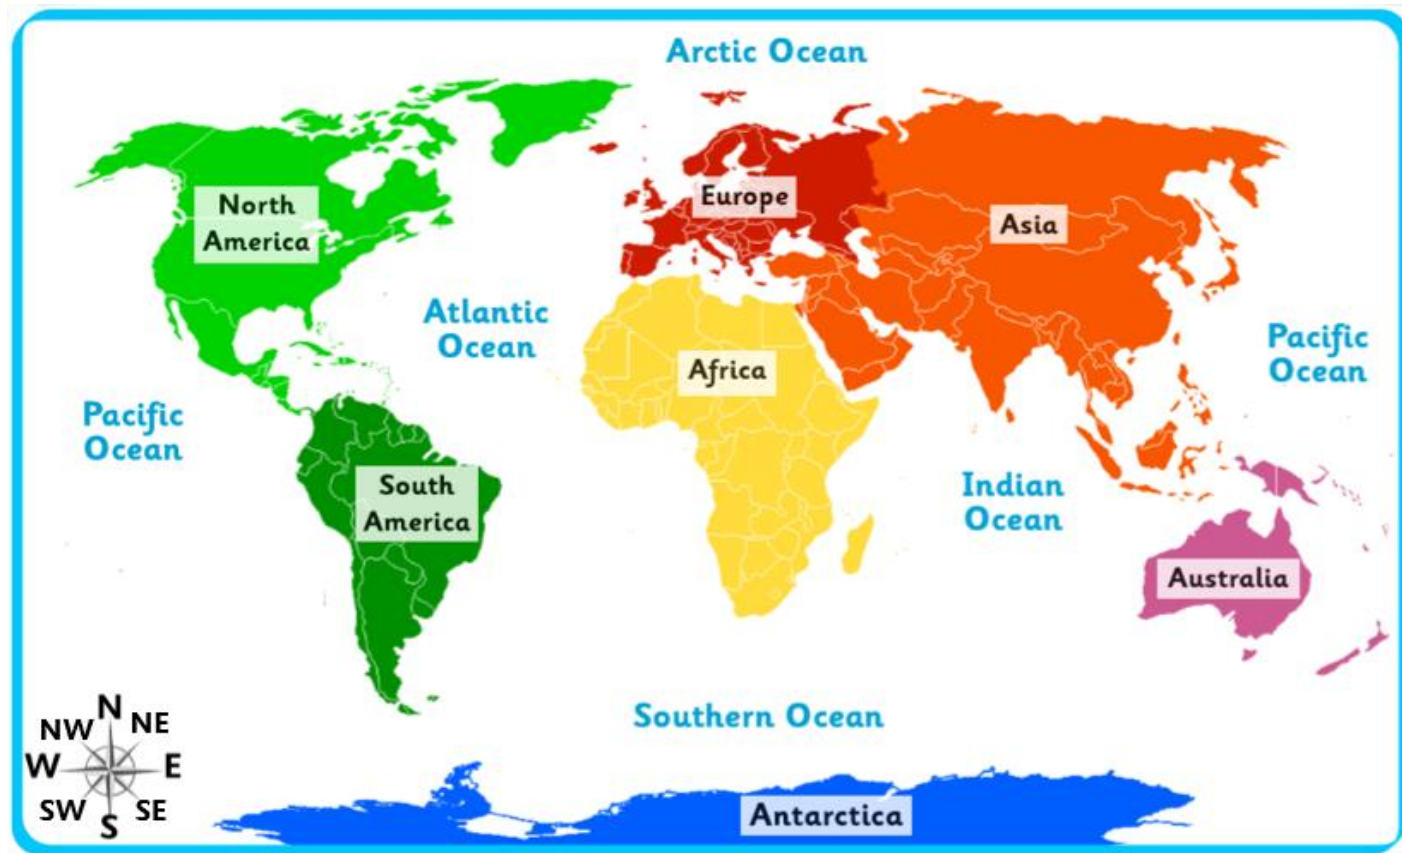 Arctic Ocean
North
America
Europe
Asia
Atlantic
Ocean
Africa
Pacific
Ocean
Pacific
Ocean
South
America
Indian
Ocean
Australia
Southern Ocean
N
NW
NE
W
E
SW
SE
S
Antarctica